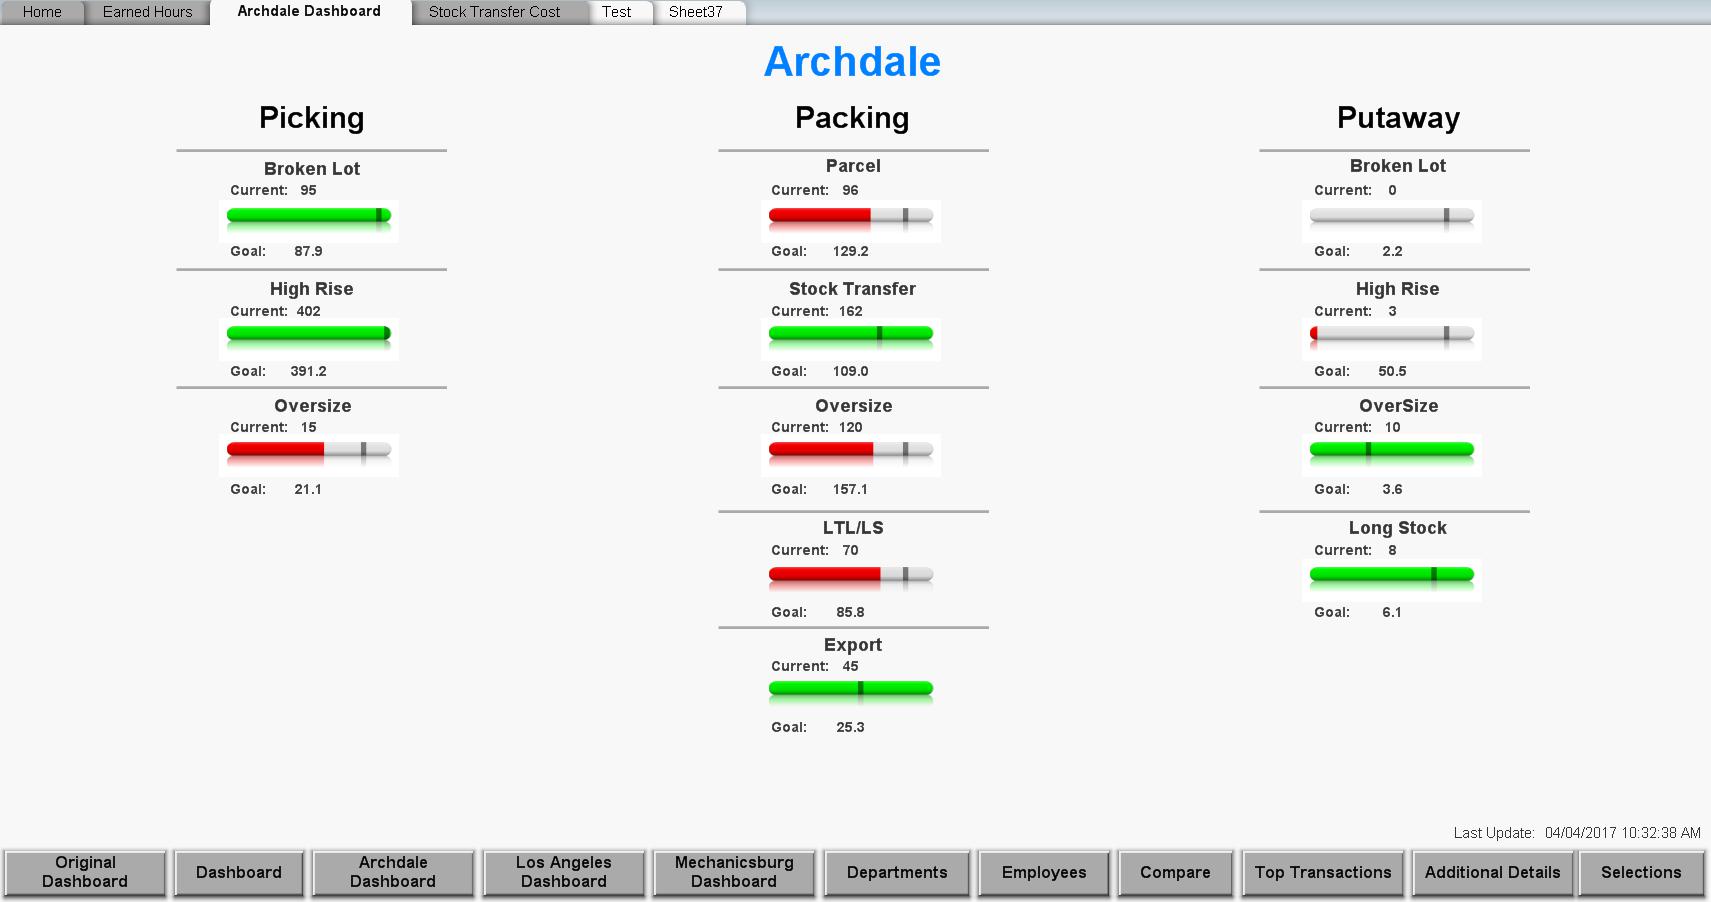 Home
Earned Hours
Archdale Dashboard
Stock Transfer Cost
Test
Sheet37
Archdale
Picking
Broken Lot
Current: 95
Goal: 87.9
High Rise
Current: 402
Goal: 391.2
Oversize
Current: 15
Goal: 21.1
Packing
Parcel
Current: 96
Goal: 129.2
Stock Transfer
Current: 162
Goal: 109.0
Oversize
Current: 120
Goal: 157.1
LTL/LS
Current: 70
Goal: 85.8
Export
Current: 45
Goal: 25.3
Putaway
Broken Lot
Current: 0
Goal: 2.2
High Rise
Current: 3
Goal: 50.5
OverSize
Current: 10
Goal: 3.6
Long Stock
Current: 8
Goal: 6.1
Last Update: 04/04/2017 10:32:38 AM
Original
Dashboard
Dashboard
Archdale
Dashboard
Los Angeles
Dashboard
Mechanicsburg
Dashboard
Departments
Employees
Compare
Top Transactions
Additional Details
Selections